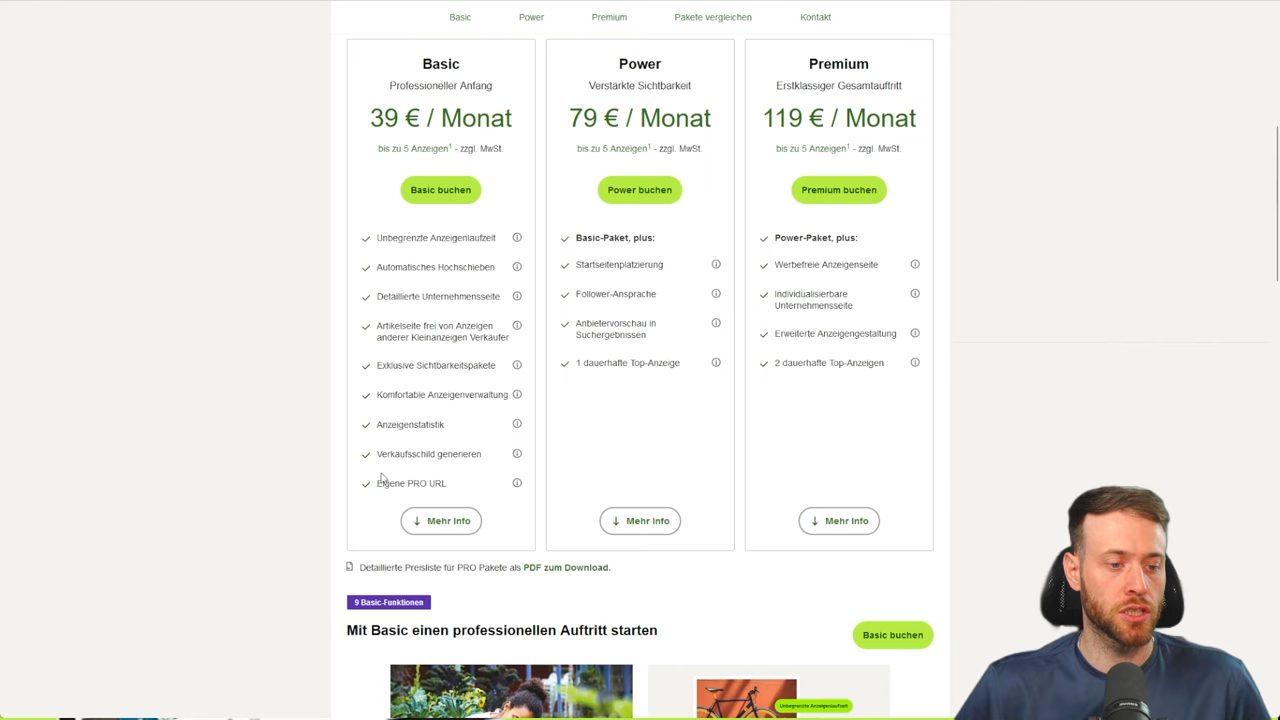 Basic
Power
Premium
Pakete vergleichen
Kontakt
Basic
Professioneller Anfang
39 € / Monat
bis zu 5 Anzeigen¹ - zzgl. MwSt.
Basic buchen
Unbegrenzte Anzeigenlaufzeit
Automatisches Hochschieben
Detaillierte Unternehmensseite
Artikelseite frei von Anzeigen
anderer Kleinanzeigen Verkäufer
Exklusive Sichtbarkeitspakete
Komfortable Anzeigenverwaltung
Anzeigenstatistik
Verkaufsschild generieren
Eigene PRO URL
Mehr Info
Power
Verstärkte Sichtbarkeit
79 € / Monat
bis zu 5 Anzeigen¹ - zzgl. MwSt.
Power buchen
Basic-Paket, plus:
Startseitenplatzierung
Follower-Ansprache
Anbietervorschau in
Suchergebnissen
1 dauerhafte Top-Anzeige
Mehr Info
Premium
Erstklassiger Gesamtauftritt
119 € / Monat
bis zu 5 Anzeigen¹ - zzgl. MwSt.
Premium buchen
Power-Paket, plus:
Werbefreie Anzeigenseite
Individualisierbare
Unternehmensseite
Erweiterte Anzeigengestaltung
2 dauerhafte Top-Anzeigen
Mehr Info
Detaillierte Preisliste für PRO Pakete als PDF zum Download.
9 Basic-Funktionen
Mit Basic einen professionellen Auftritt starten
Basic buchen
Unbegrenzte Anzeigenlaufzeit